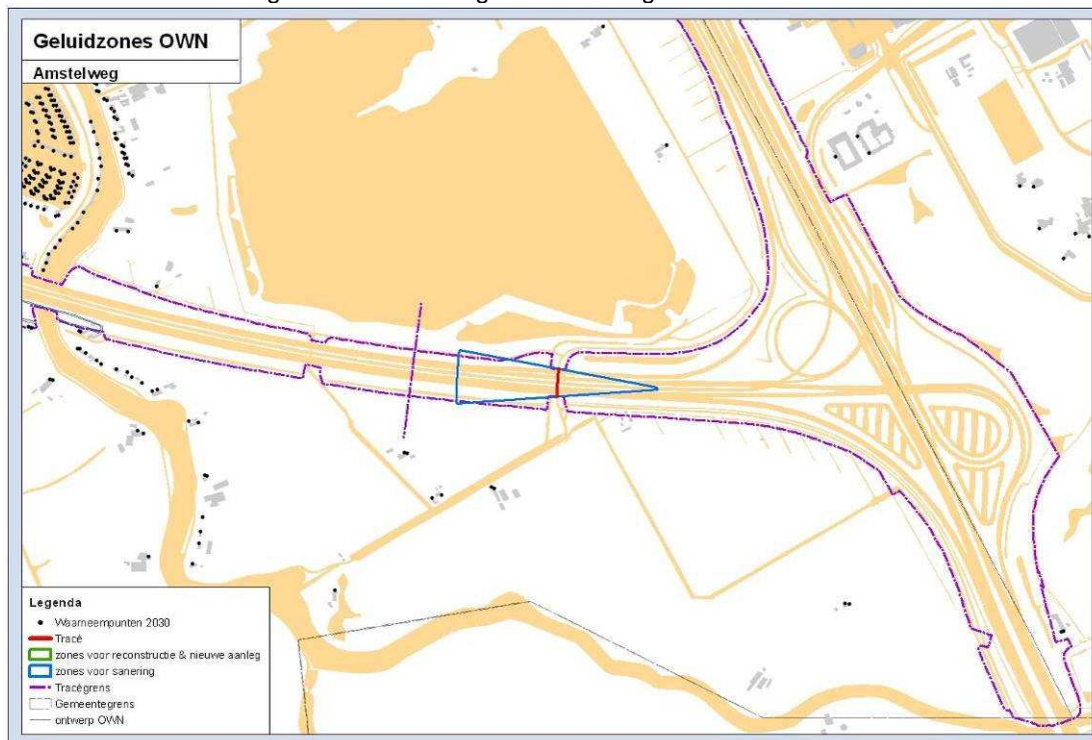 Geluidzones OWN
Amstelweg
Legenda
Waarneempunten 2030
Tracé
zones voor reconstructie & nieuwe aanleg
zones voor sanering
Tracégrens
Gemeentegrens
ontwerp OWN